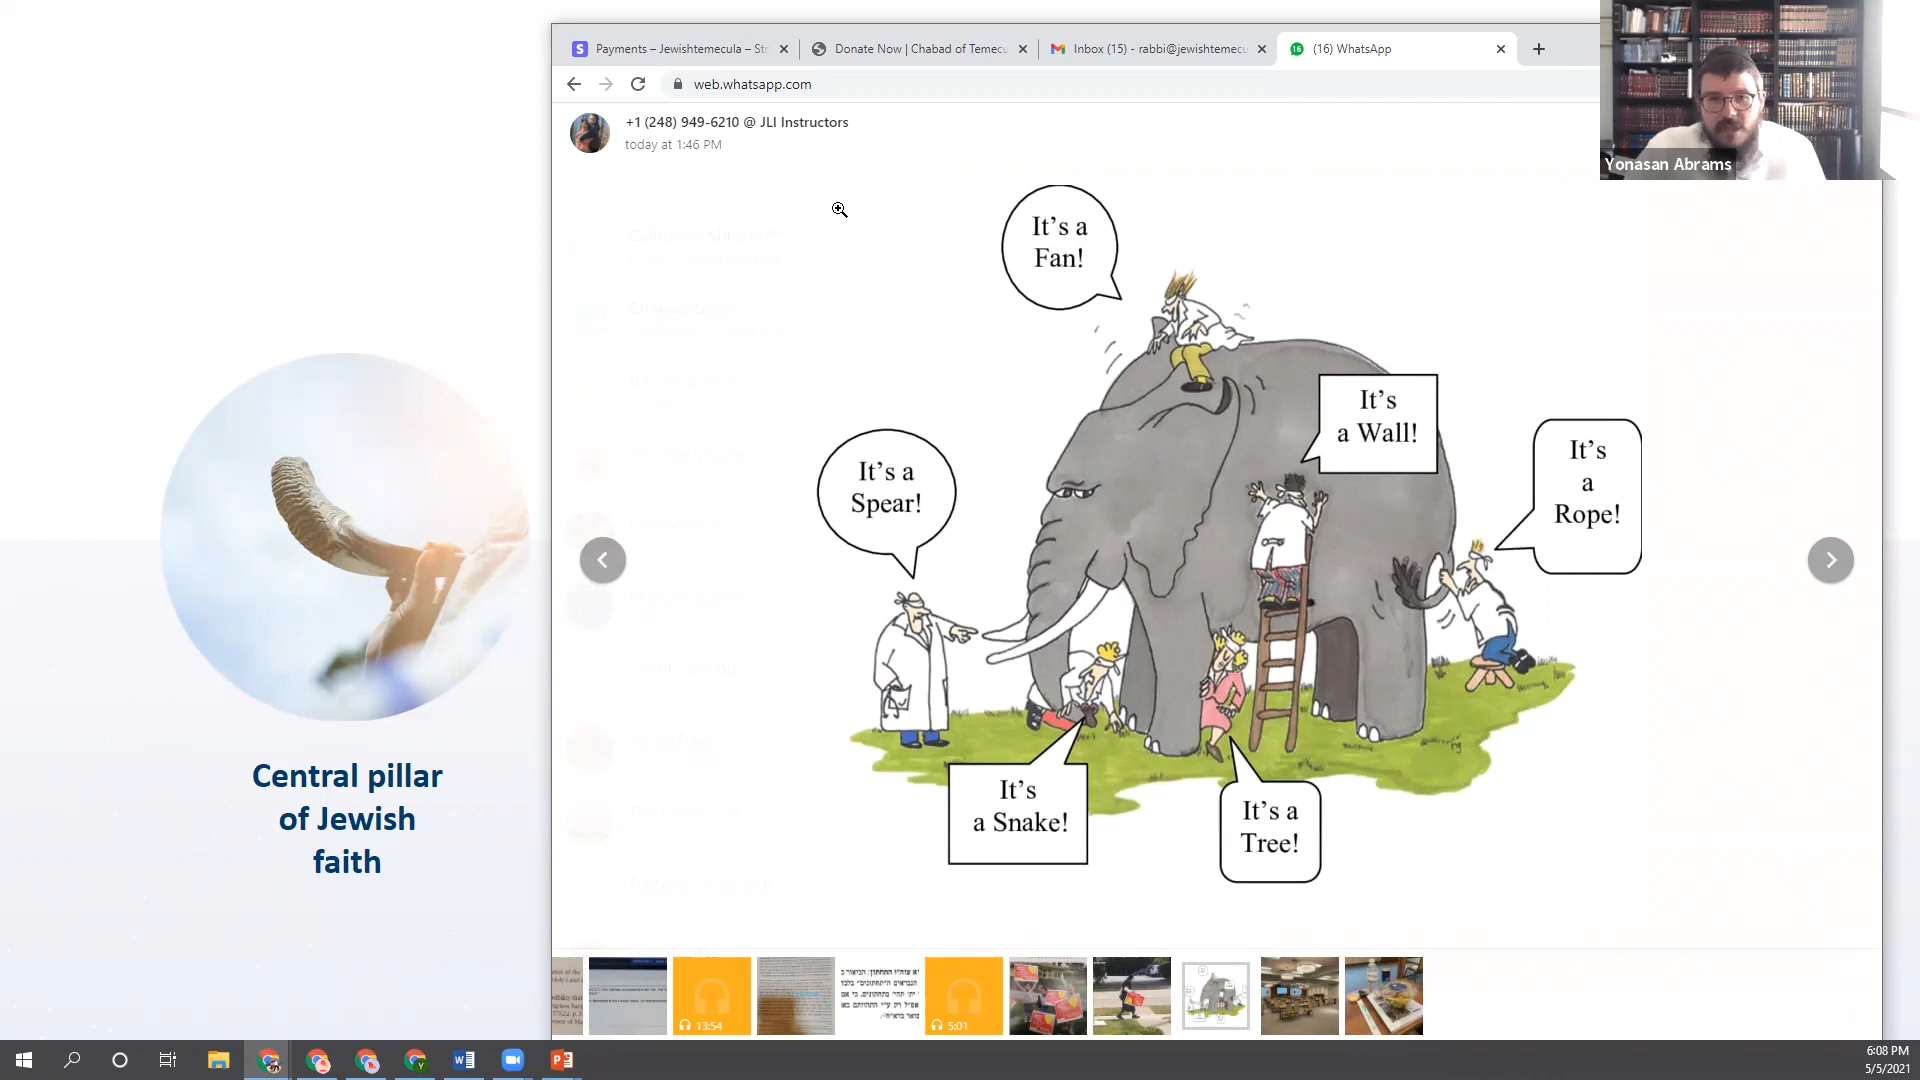 Payments – Jewishtemecula – Str
Donate Now | Chabad of Temecu
Inbox (15) - rabbi@jewishtemecu
(16) WhatsApp
web.whatsapp.com
+1 (248) 949-6210 @ JLI Instructors
today at 1:46 PM
Yonasan Abrams
It's a
Fan!
It's
a Wall!
It's
a
Rope!
It's a
Spear!
It's
a Snake!
It's a
Tree!
Central pillar
of Jewish
faith
13:54
5:01
6:08 PM
5/5/2021